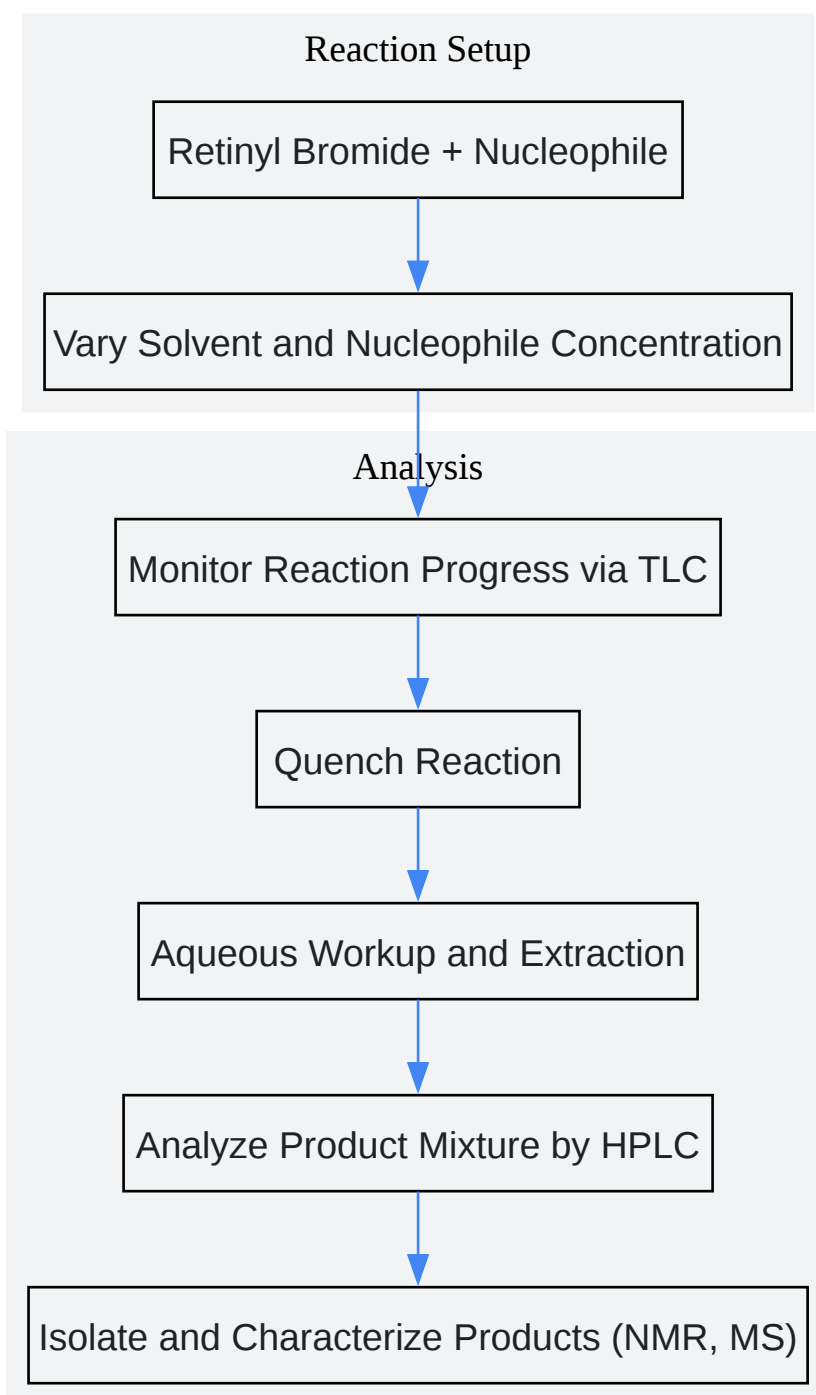 Reaction Setup
Retinyl Bromide + Nucleophile
Vary Solvent and Nucleophile Concentration
Analysis
Monitor Reaction Progress via TLC
Quench Reaction
Aqueous Workup and Extraction
Analyze Product Mixture by HPLC
Isolate and Characterize Products (NMR, MS)